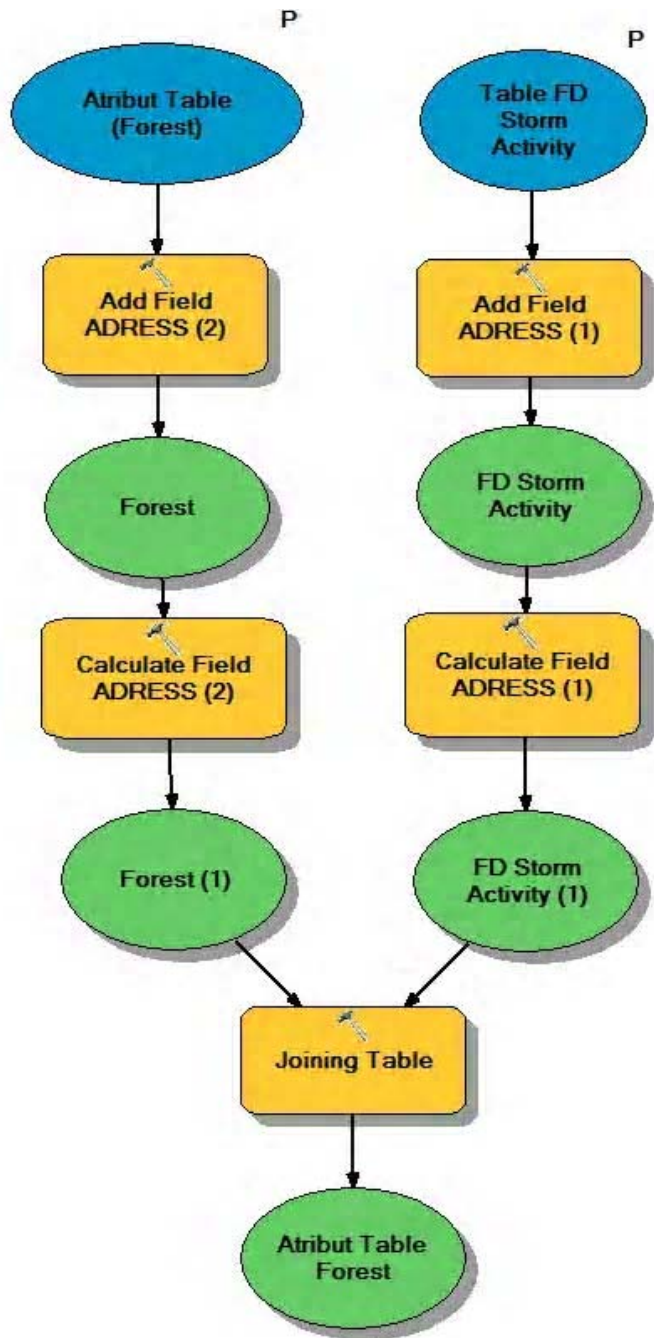 P
P
Atribut Table
(Forest)
Table FD
Storm
Activity
Add Field
ADRESS (2)
Add Field
ADRESS (1)
Forest
FD Storm
Activity
Calculate Field
ADRESS (2)
Calculate Field
ADRESS (1)
Forest (1)
FD Storm
Activity (1)
Joining Table
Atribut Table
Forest